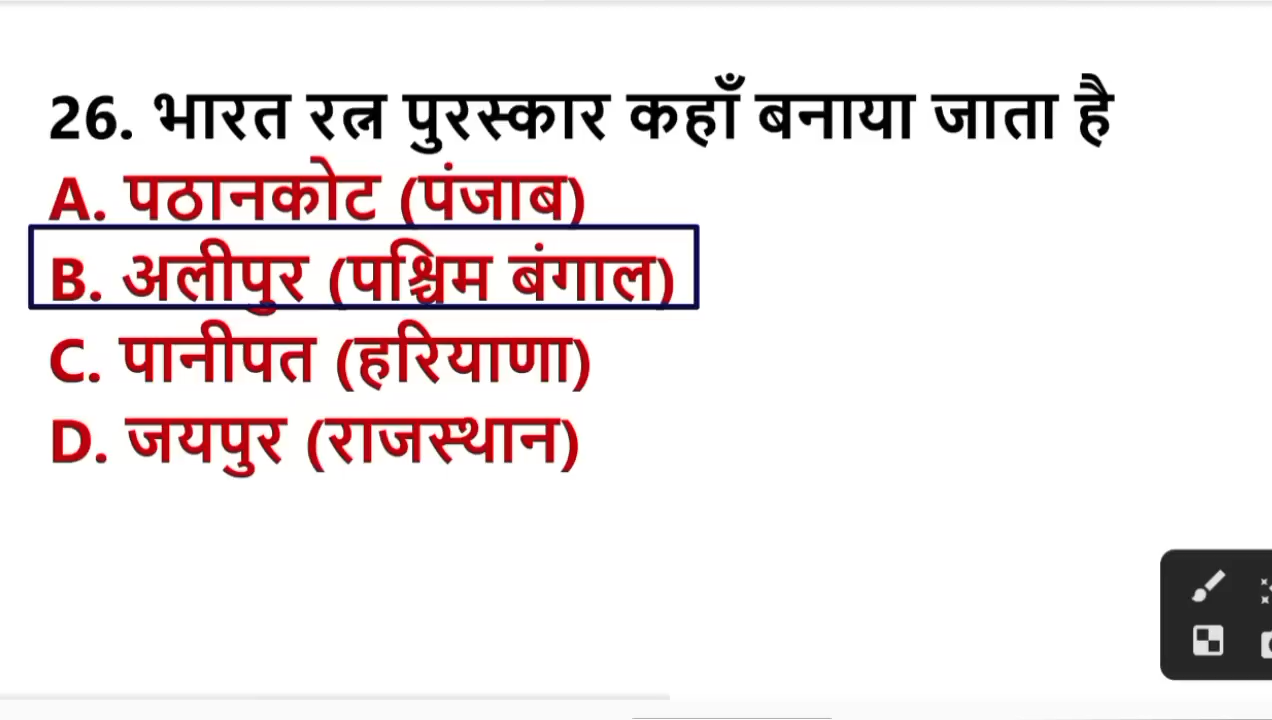 26. भारत रत्न पुरस्कार कहाँ बनाया जाता है
A. पठानकोट (पंजाब)
B. अलीपुर (पश्चिम बंगाल)
C. पानीपत (हरियाणा)
D. जयपुर (राजस्थान)